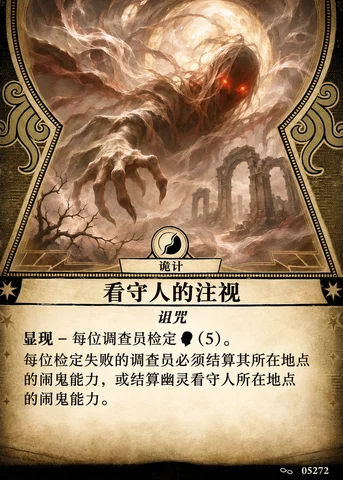 诡计
看守人的注视
诅咒
显现 – 每位调查员检定 (5)。
每位检定失败的调查员必须结算其所在地点
的闹鬼能力，或结算幽灵看守人所在地点
的闹鬼能力。
05272